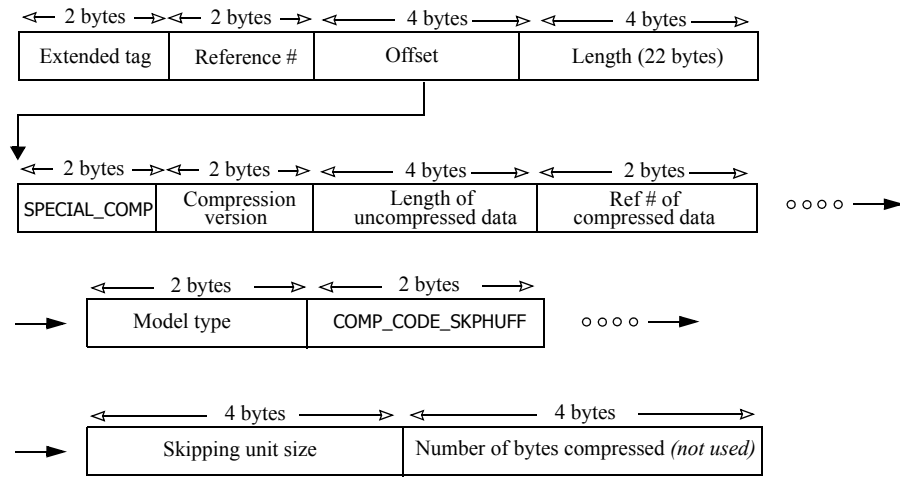 2 bytes 2 bytes 4 bytes 4 bytes
Extended tag Reference # Offset Length (22 bytes)
2 bytes 2 bytes 4 bytes 2 bytes
SPECIAL_COMP Compression version Length of uncompressed data Ref # of compressed data
2 bytes 2 bytes
Model type COMP_CODE_SKPHUFF
4 bytes 4 bytes
Skipping unit size Number of bytes compressed (not used)